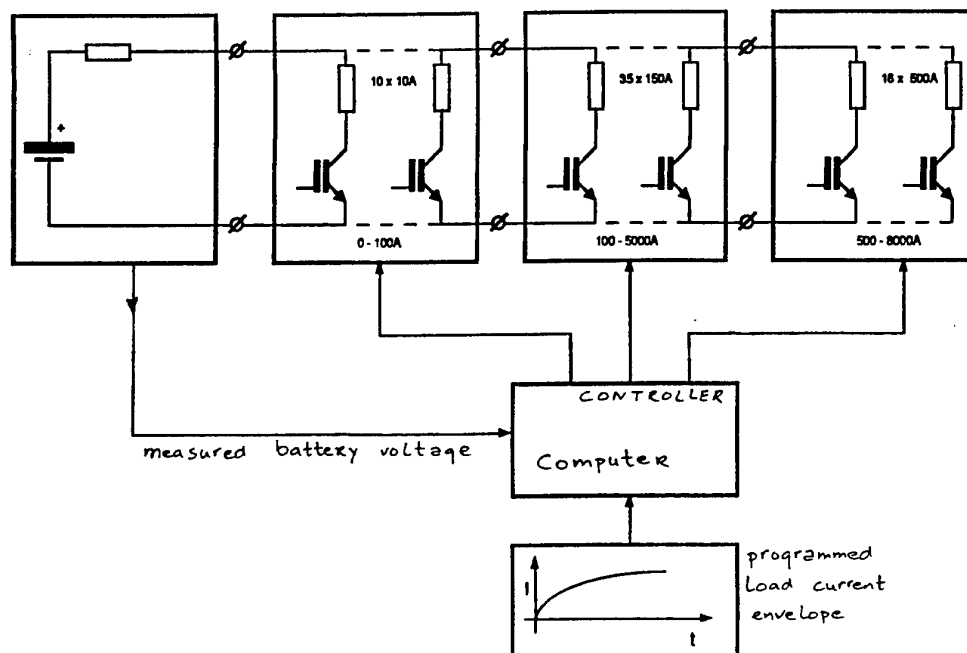 +
10 x 10A
35 x 150A
16 x 500A
0 - 100A
100 - 5000A
500 - 8000A
CONTROLLER
measured battery voltage
Computer
programmed
Load current
envelope
I
t